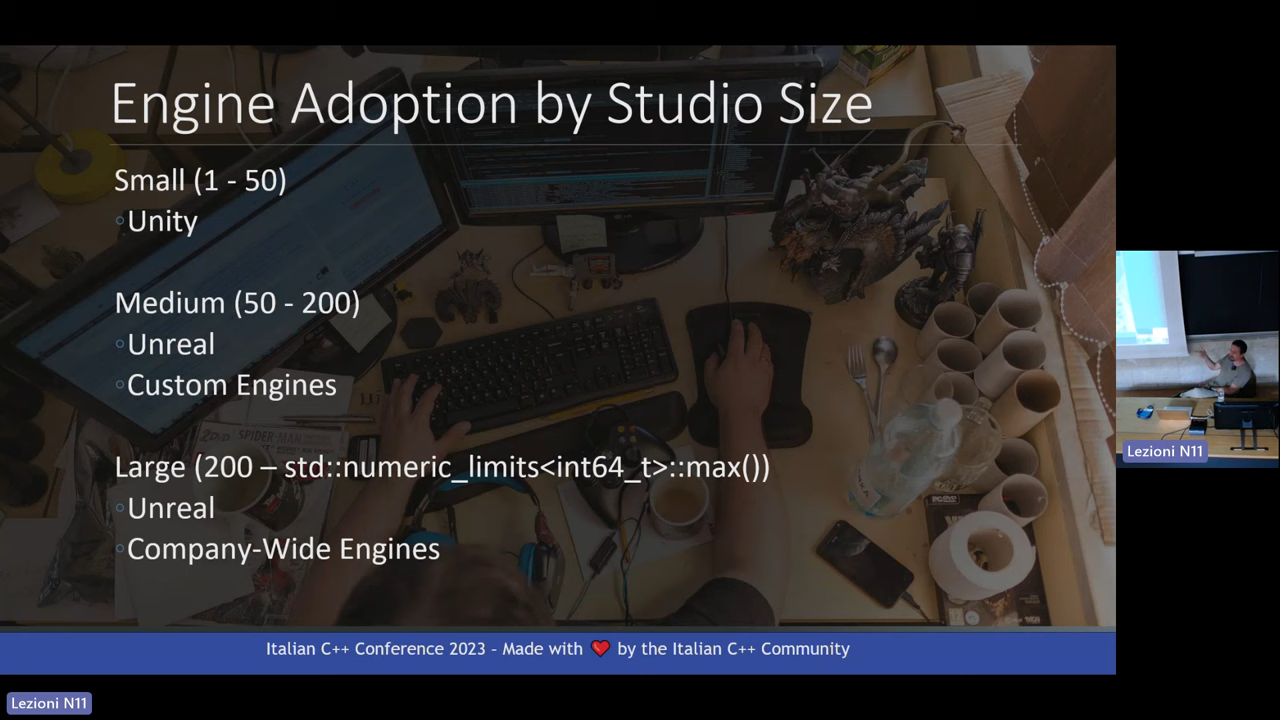 Engine Adoption by Studio Size
Small (1 - 50)
◦Unity
Medium (50 - 200)
◦Unreal
◦Custom Engines
Large (200 – std::numeric_limits<int64_t>::max())
◦Unreal
◦Company-Wide Engines
SPIDER-MAN
Italian C++ Conference 2023 - Made with ❤ by the Italian C++ Community
Lezioni N11
Lezioni N11